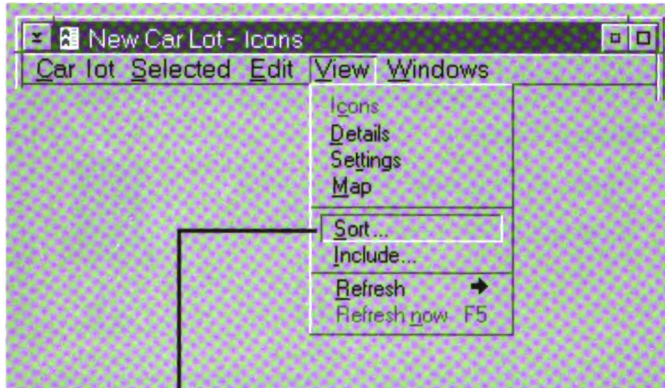 New Car Lot - Icons
Car lot Selected Edit View Windows
Icons
Details
Settings
Map
Sort...
Include...
Refresh
Refresh now F5